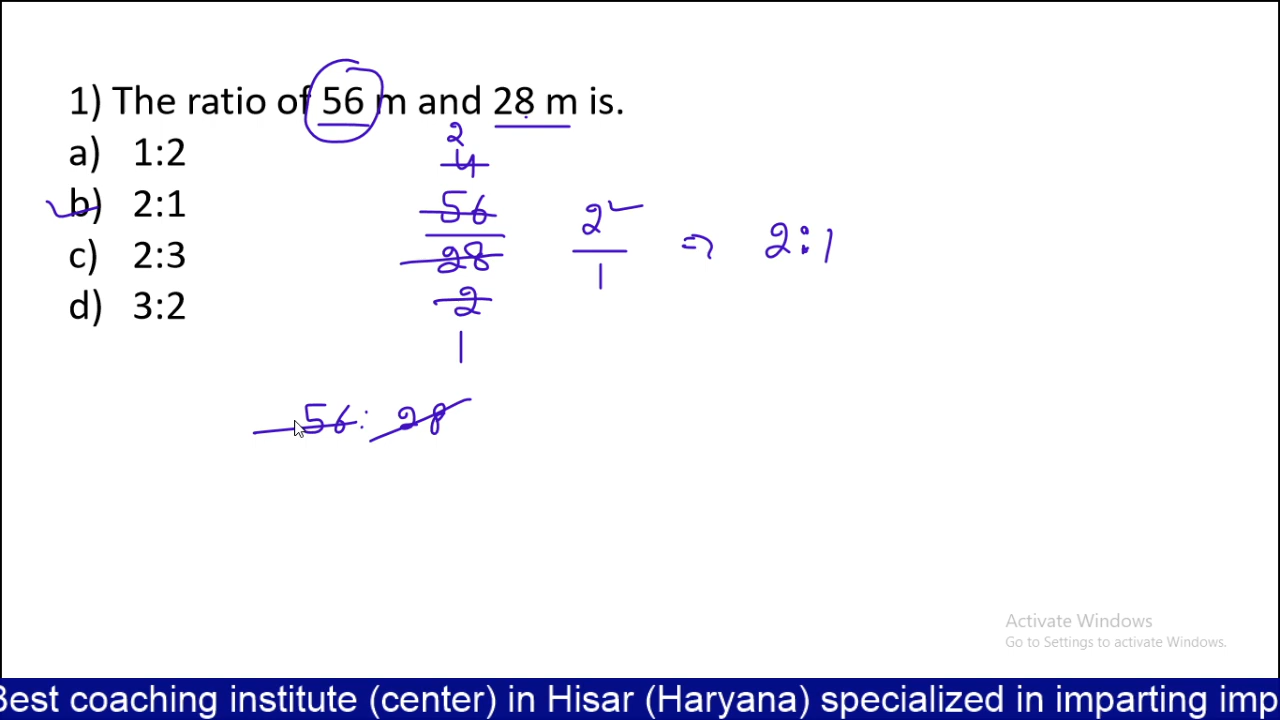 1) The ratio of 56 m and 28 m is.
a) 1:2
b) 2:1
c) 2:3
d) 3:2
2
4
56
28
2
1
2
1
⇒ 2:1
56:28
Activate Windows
Go to Settings to activate Windows.
Best coaching institute (center) in Hisar (Haryana) specialized in imparting imp